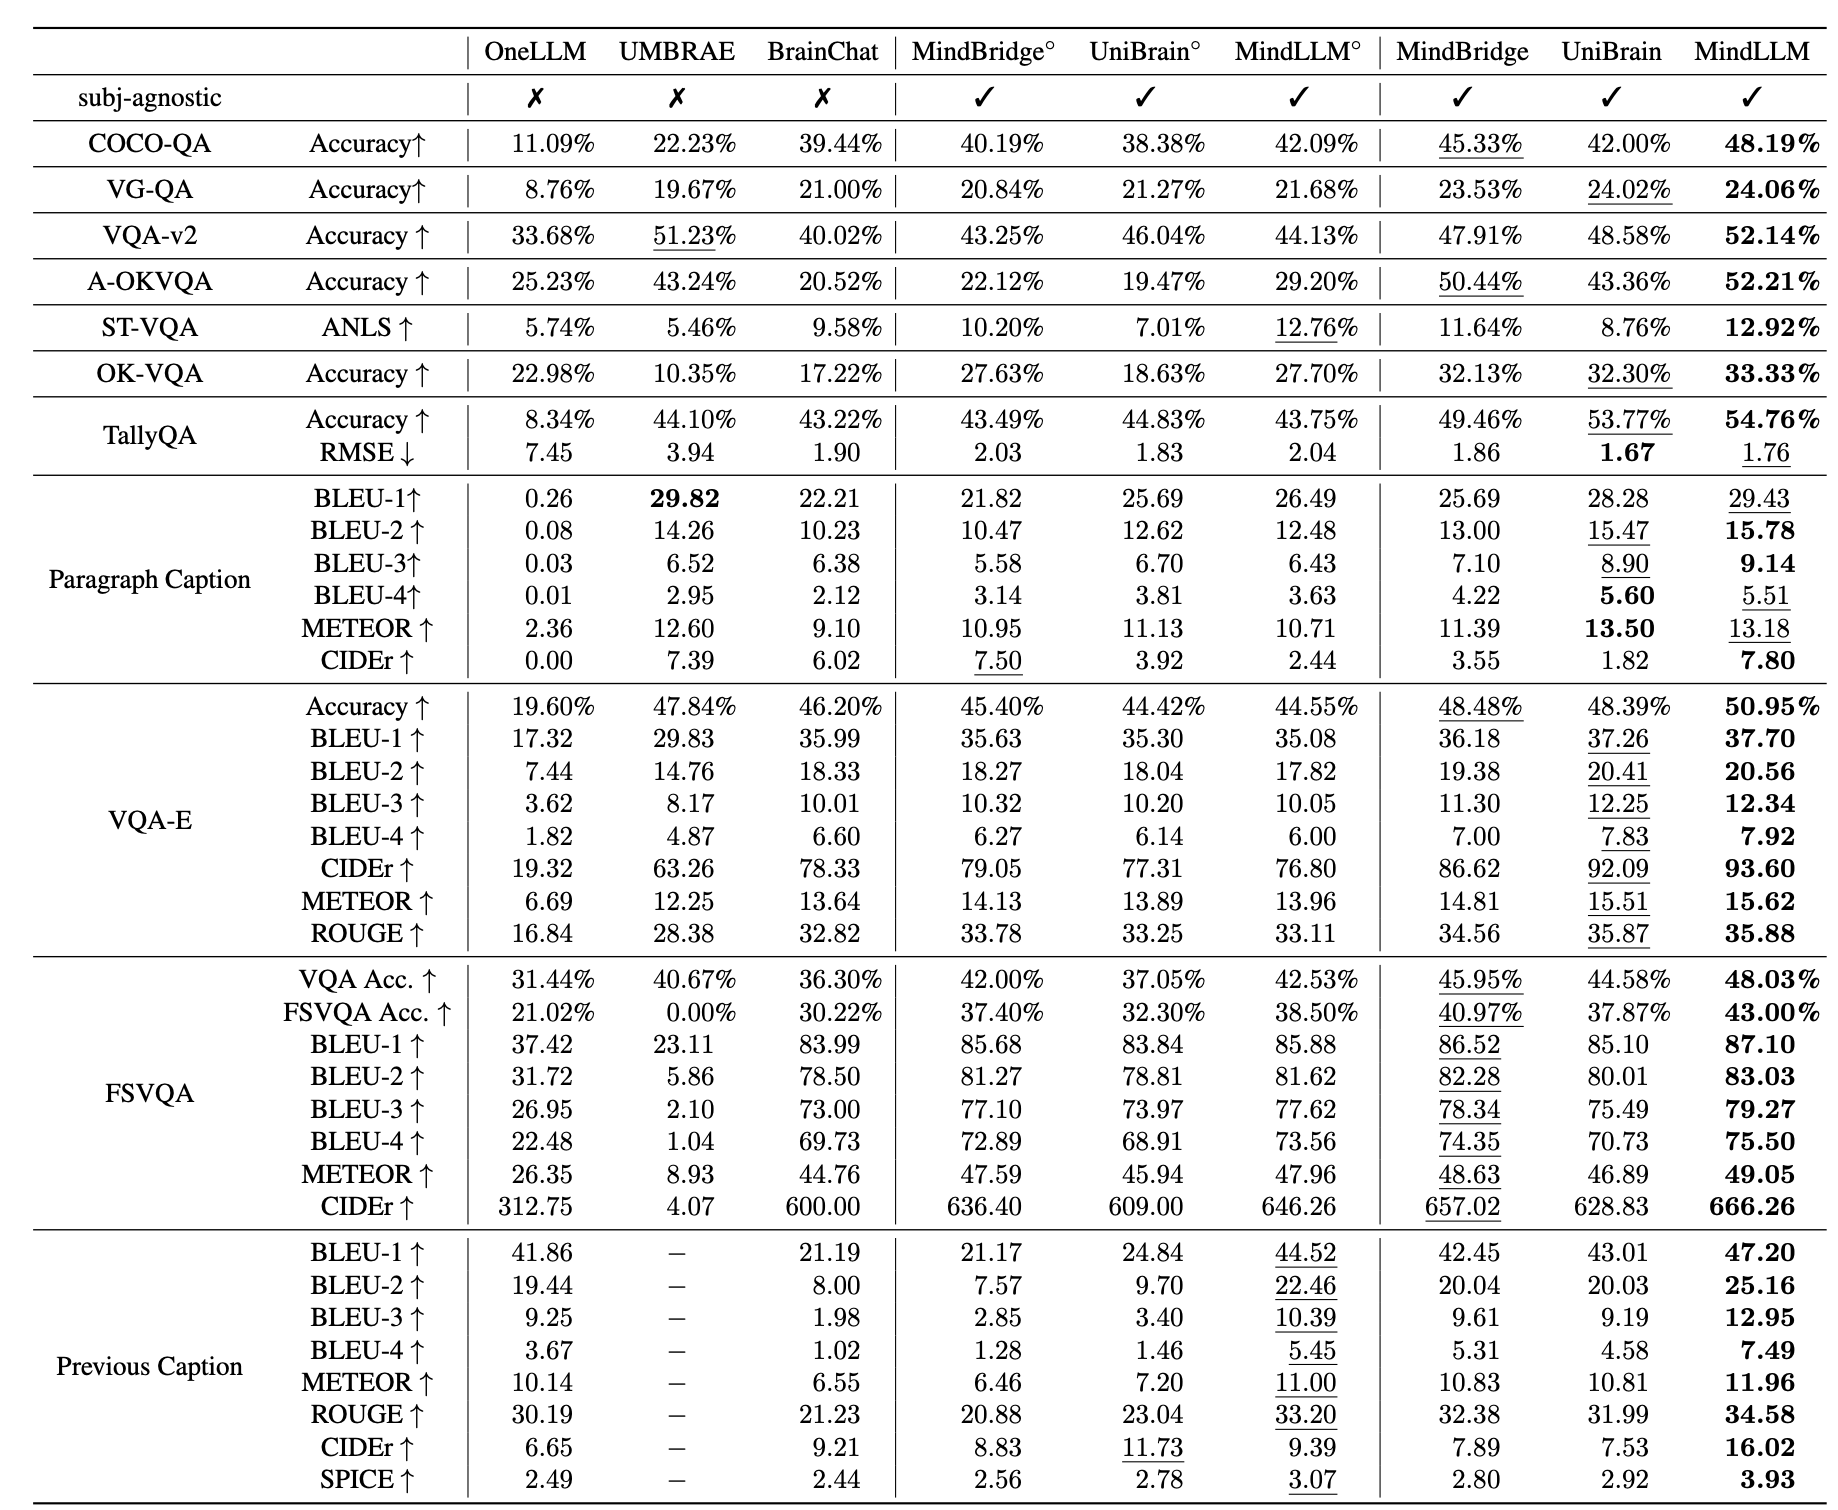 OneLLM UMBRAE BrainChat MindBridge° UniBrain° MindLLM° MindBridge UniBrain MindLLM
subj-agnostic ✗ ✗ ✗ ✓ ✓ ✓ ✓ ✓ ✓
COCO-QA Accuracy↑ 11.09% 22.23% 39.44% 40.19% 38.38% 42.09% 45.33% 42.00% 48.19%
VG-QA Accuracy↑ 8.76% 19.67% 21.00% 20.84% 21.27% 21.68% 23.53% 24.02% 24.06%
VQA-v2 Accuracy ↑ 33.68% 51.23% 40.02% 43.25% 46.04% 44.13% 47.91% 48.58% 52.14%
A-OKVQA Accuracy ↑ 25.23% 43.24% 20.52% 22.12% 19.47% 29.20% 50.44% 43.36% 52.21%
ST-VQA ANLS ↑ 5.74% 5.46% 9.58% 10.20% 7.01% 12.76% 11.64% 8.76% 12.92%
OK-VQA Accuracy ↑ 22.98% 10.35% 17.22% 27.63% 18.63% 27.70% 32.13% 32.30% 33.33%
TallyQA
Accuracy ↑ 8.34% 44.10% 43.22% 43.49% 44.83% 43.75% 49.46% 53.77% 54.76%
RMSE ↓ 7.45 3.94 1.90 2.03 1.83 2.04 1.86 1.67 1.76
Paragraph Caption
BLEU-1↑ 0.26 29.82 22.21 21.82 25.69 26.49 25.69 28.28 29.43
BLEU-2 ↑ 0.08 14.26 10.23 10.47 12.62 12.48 13.00 15.47 15.78
BLEU-3↑ 0.03 6.52 6.38 5.58 6.70 6.43 7.10 8.90 9.14
BLEU-4↑ 0.01 2.95 2.12 3.14 3.81 3.63 4.22 5.60 5.51
METEOR ↑ 2.36 12.60 9.10 10.95 11.13 10.71 11.39 13.50 13.18
CIDEr ↑ 0.00 7.39 6.02 7.50 3.92 2.44 3.55 1.82 7.80
VQA-E
Accuracy ↑ 19.60% 47.84% 46.20% 45.40% 44.42% 44.55% 48.48% 48.39% 50.95%
BLEU-1 ↑ 17.32 29.83 35.99 35.63 35.30 35.08 36.18 37.26 37.70
BLEU-2 ↑ 7.44 14.76 18.33 18.27 18.04 17.82 19.38 20.41 20.56
BLEU-3 ↑ 3.62 8.17 10.01 10.32 10.20 10.05 11.30 12.25 12.34
BLEU-4 ↑ 1.82 4.87 6.60 6.27 6.14 6.00 7.00 7.83 7.92
CIDEr ↑ 19.32 63.26 78.33 79.05 77.31 76.80 86.62 92.09 93.60
METEOR ↑ 6.69 12.25 13.64 14.13 13.89 13.96 14.81 15.51 15.62
ROUGE ↑ 16.84 28.38 32.82 33.78 33.25 33.11 34.56 35.87 35.88
FSVQA
VQA Acc. ↑ 31.44% 40.67% 36.30% 42.00% 37.05% 42.53% 45.95% 44.58% 48.03%
FSVQA Acc. ↑ 21.02% 0.00% 30.22% 37.40% 32.30% 38.50% 40.97% 37.87% 43.00%
BLEU-1 ↑ 37.42 23.11 83.99 85.68 83.84 85.88 86.52 85.10 87.10
BLEU-2 ↑ 31.72 5.86 78.50 81.27 78.81 81.62 82.28 80.01 83.03
BLEU-3 ↑ 26.95 2.10 73.00 77.10 73.97 77.62 78.34 75.49 79.27
BLEU-4 ↑ 22.48 1.04 69.73 72.89 68.91 73.56 74.35 70.73 75.50
METEOR ↑ 26.35 8.93 44.76 47.59 45.94 47.96 48.63 46.89 49.05
CIDEr ↑ 312.75 4.07 600.00 636.40 609.00 646.26 657.02 628.83 666.26
Previous Caption
BLEU-1 ↑ 41.86 – 21.19 21.17 24.84 44.52 42.45 43.01 47.20
BLEU-2 ↑ 19.44 – 8.00 7.57 9.70 22.46 20.04 20.03 25.16
BLEU-3 ↑ 9.25 – 1.98 2.85 3.40 10.39 9.61 9.19 12.95
BLEU-4 ↑ 3.67 – 1.02 1.28 1.46 5.45 5.31 4.58 7.49
METEOR ↑ 10.14 – 6.55 6.46 7.20 11.00 10.83 10.81 11.96
ROUGE ↑ 30.19 – 21.23 20.88 23.04 33.20 32.38 31.99 34.58
CIDEr ↑ 6.65 – 9.21 8.83 11.73 9.39 7.89 7.53 16.02
SPICE ↑ 2.49 – 2.44 2.56 2.78 3.07 2.80 2.92 3.93